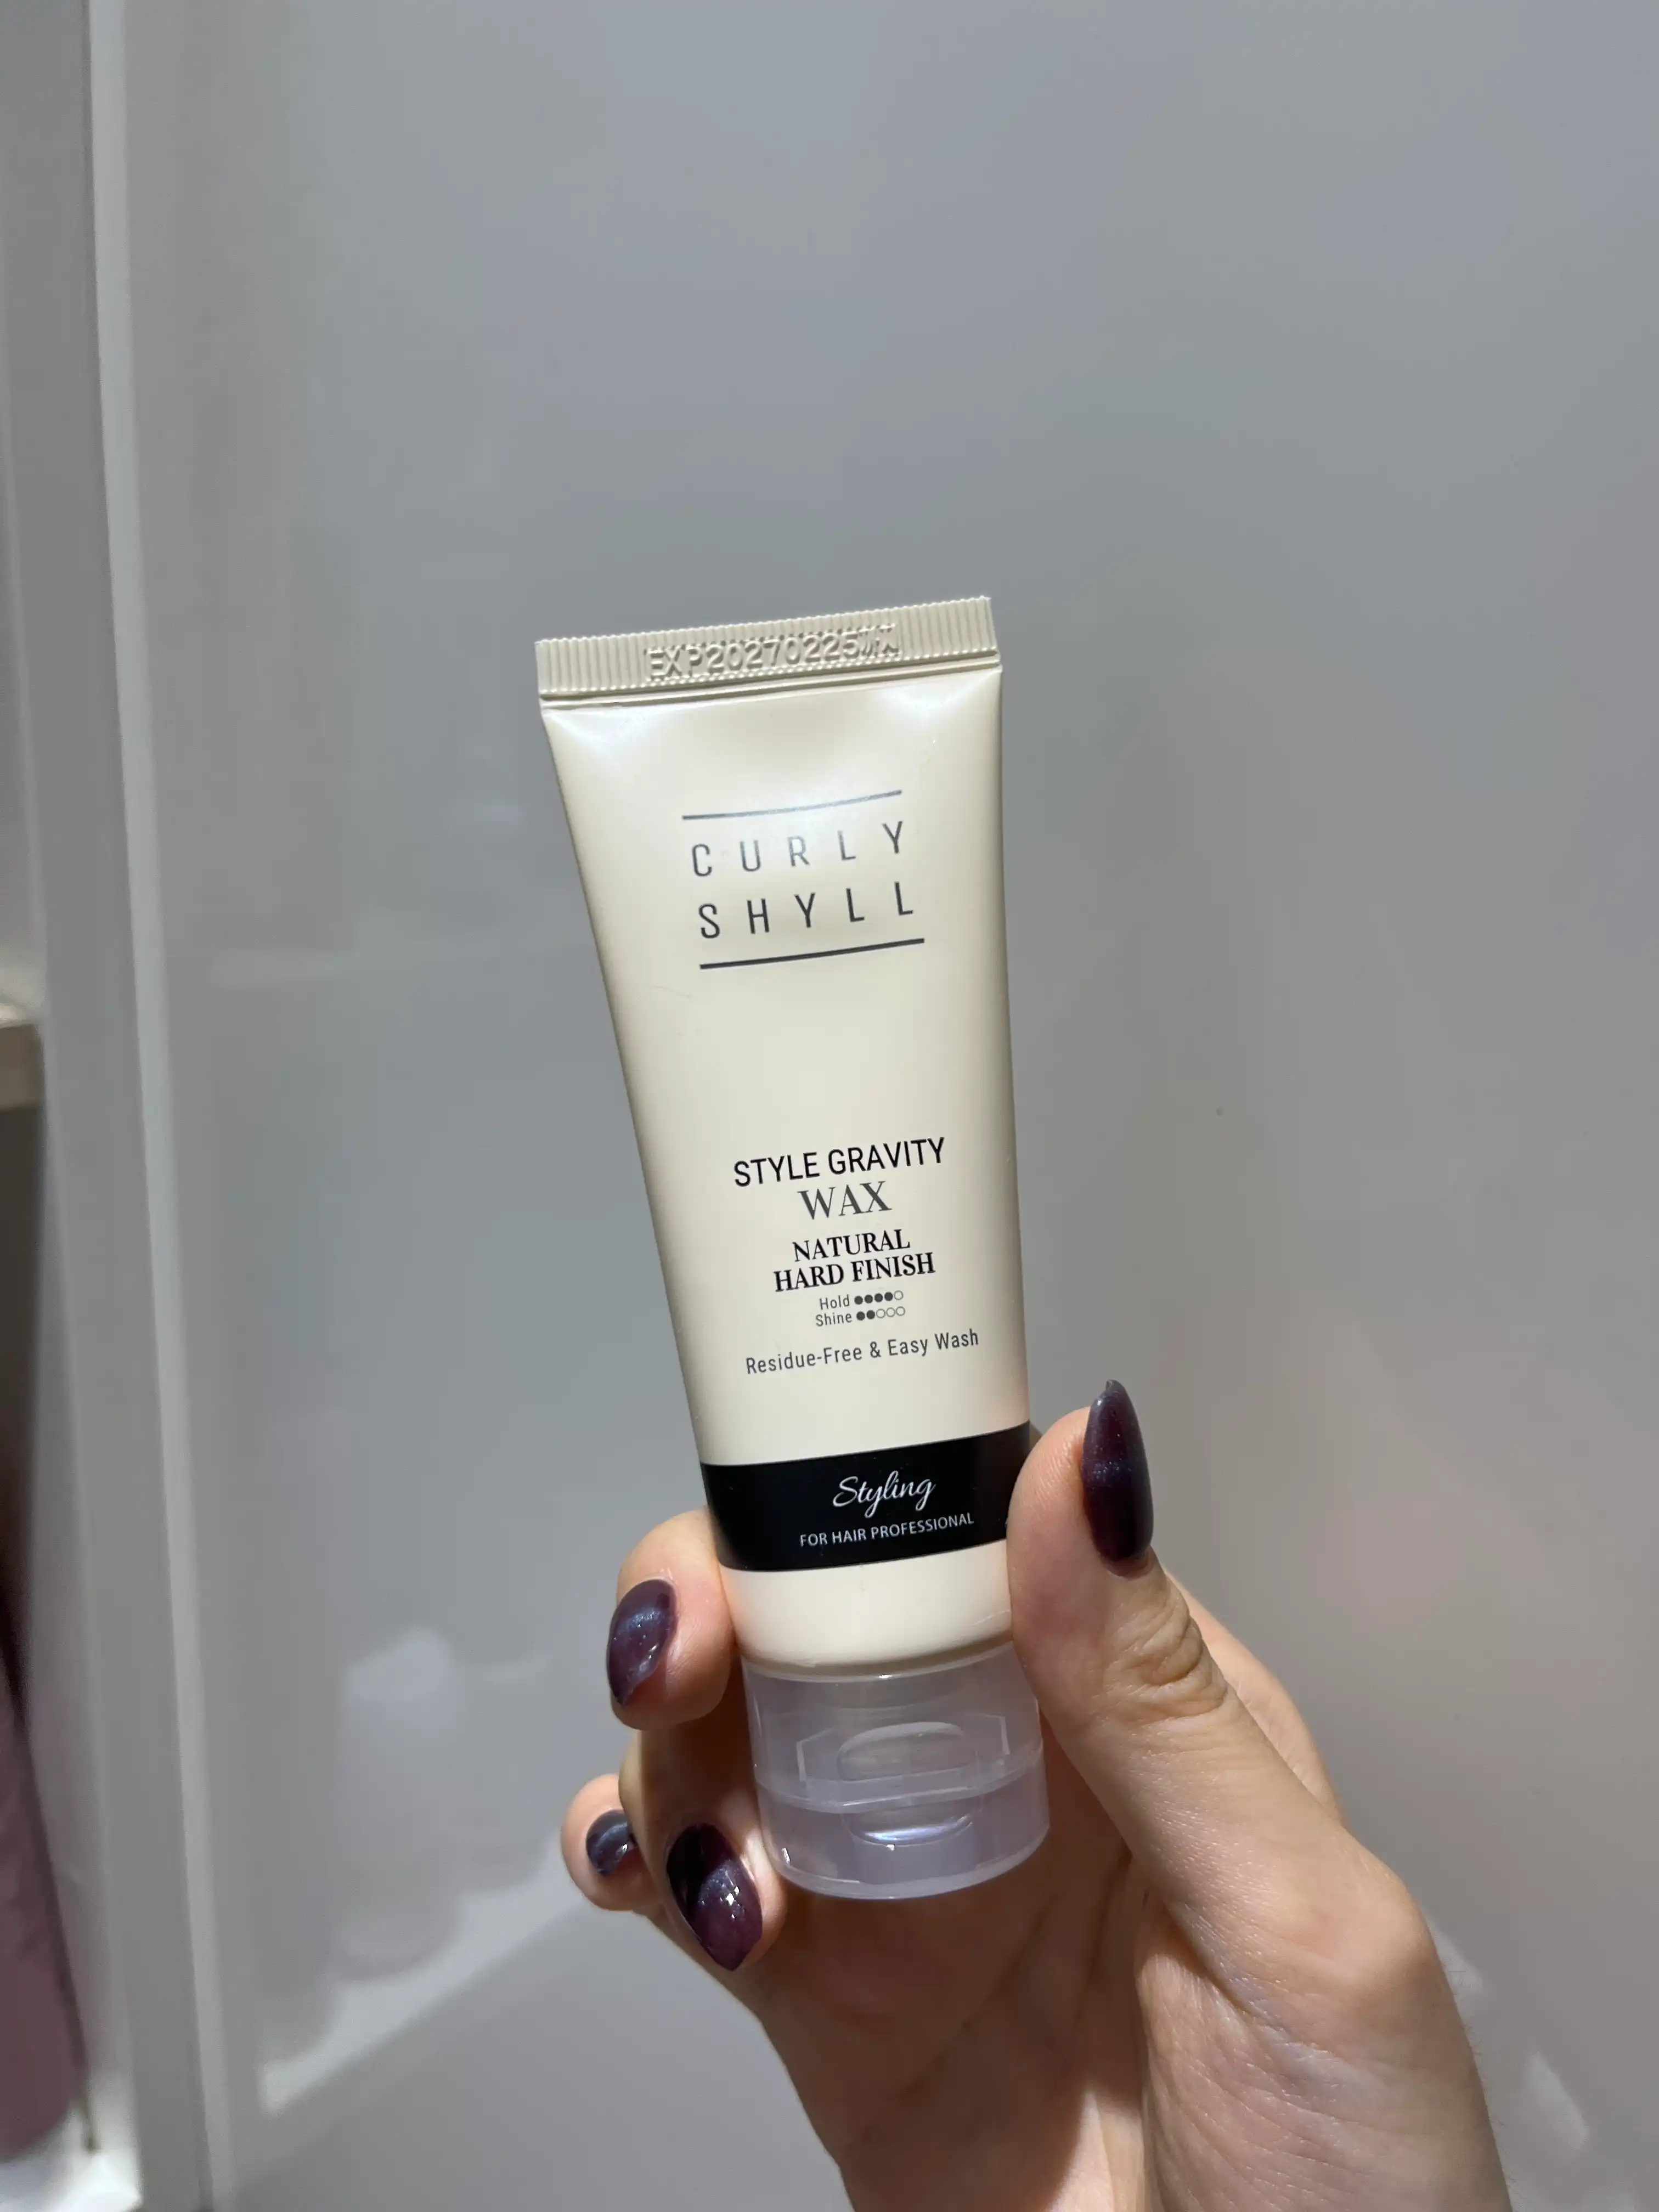 EXP20270225
CURLY
SHYLL
STYLE GRAVITY
WAX
NATURAL
HARD FINISH
Hold
Shine
Residue-Free & Easy Wash
Styling
FOR HAIR PROFESSIONAL